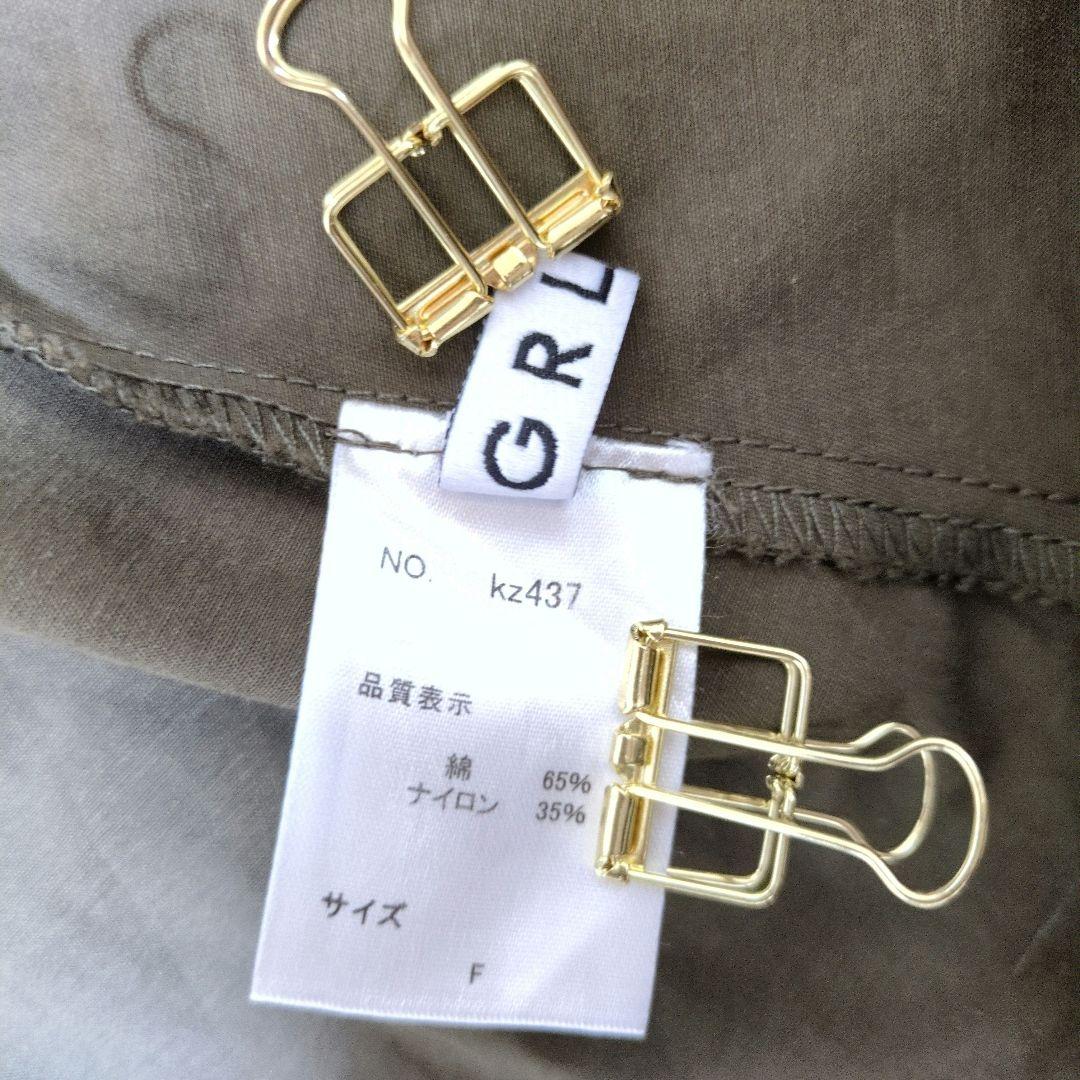 GRL
NO. kz437
品質表示
綿 65%
ナイロン 35%
サイズ
F